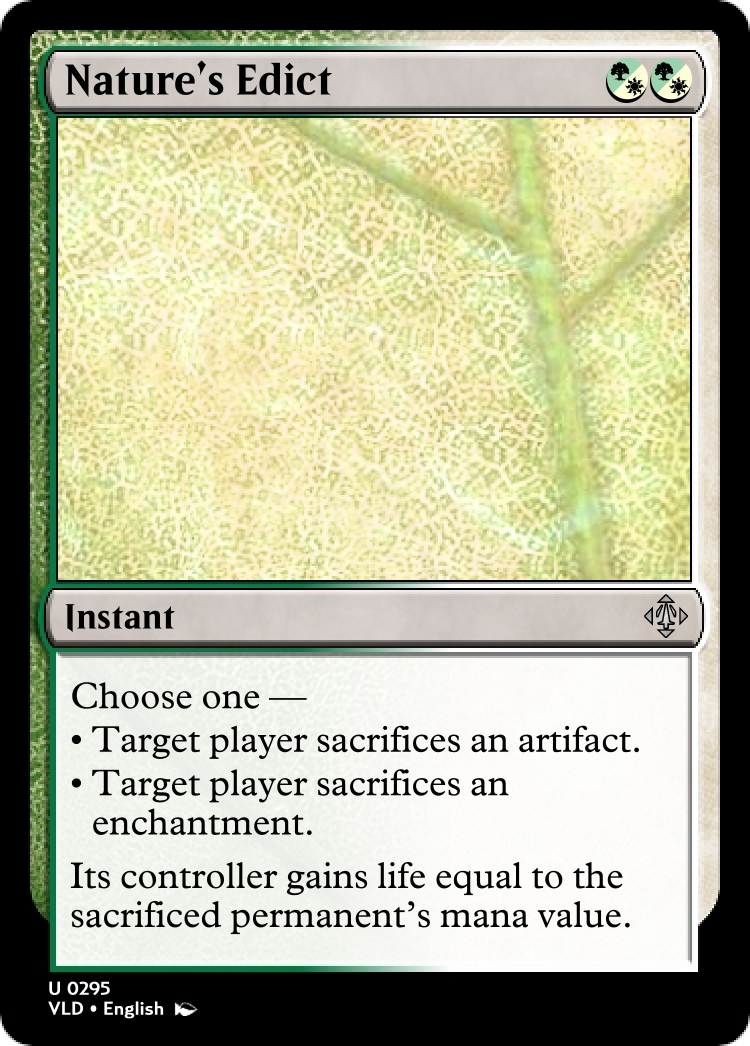 Nature's Edict
Instant
Choose one —
• Target player sacrifices an artifact.
• Target player sacrifices an
enchantment.
Its controller gains life equal to the
sacrificed permanent's mana value.
U 0295
VLD • English